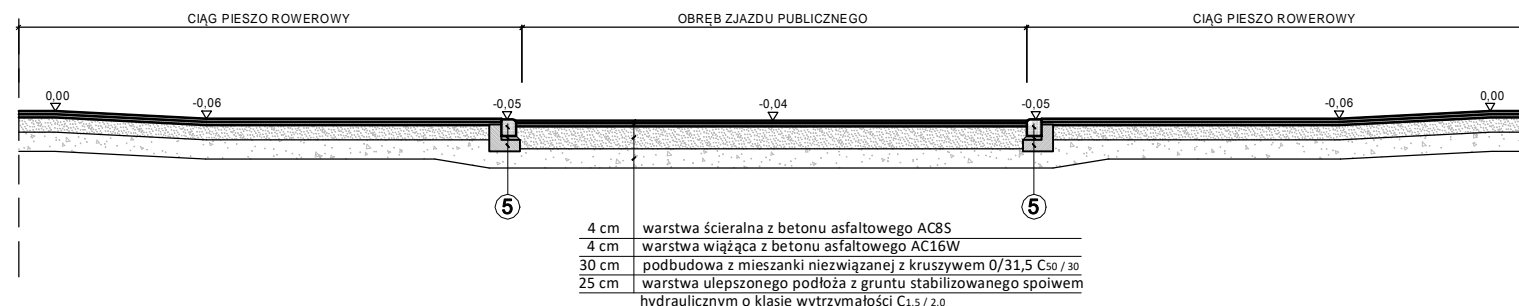 CIĄG PIESZO ROWEROWY OBRĘB ZJAZDU PUBLICZNEGO CIĄG PIESZO ROWEROWY
0,00 -0,06 -0,05 -0,04 -0,05 -0,06 0,00
5 5
4 cm warstwa ścieralna z betonu asfaltowego AC8S
4 cm warstwa wiążąca z betonu asfaltowego AC16W
30 cm podbudowa z mieszanki niezwiązanej z kruszywem 0/31,5 C50 / 30
25 cm warstwa ulepszonego podłoża z gruntu stabilizowanego spoiwem
hydraulicznym o klasie wytrzymałości C1,5 / 2,0